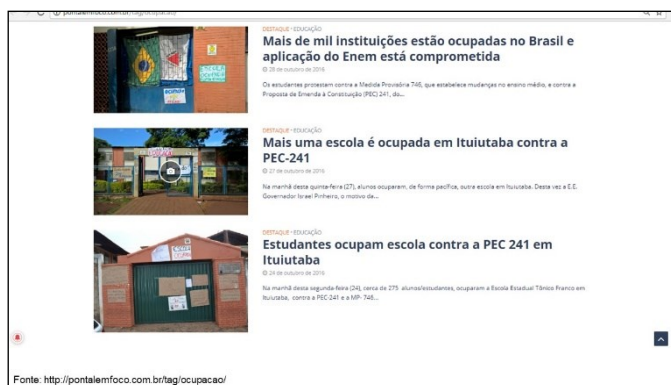 pontalemfoco.com.br/tag/ocupacao/
DESTAQUE • EDUCAÇÃO
Mais de mil instituições estão ocupadas no Brasil e
aplicação do Enem está comprometida
28 de outubro de 2016
Os estudantes protestam contra a Medida Provisória 746, que estabelece mudanças no ensino médio, e contra a
Proposta de Emenda à Constituição (PEC) 241, do...
DESTAQUE • EDUCAÇÃO
Mais uma escola é ocupada em Ituiutaba contra a
PEC-241
27 de outubro de 2016
Na manhã desta quinta-feira (27), alunos ocuparam, de forma pacífica, outra escola em Ituiutaba. Desta vez a E.E.
Governador Israel Pinheiro, o motivo da...
DESTAQUE • EDUCAÇÃO
Estudantes ocupam escola contra a PEC 241 em
Ituiutaba
24 de outubro de 2016
Na manhã desta segunda-feira (24), cerca de 275 alunos/estudantes, ocuparam a Escola Estadual Tônico Franco em
Ituiutaba, contra a PEC-241 e a MP- 746...
Fonte: http://pontalemfoco.com.br/tag/ocupacao/